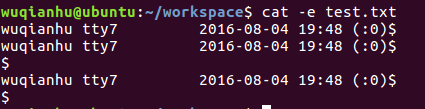 wuqianhu@ubuntu:~/workspace$ cat -e test.txt
wuqianhu tty7         2016-08-04 19:48 (:0)$
wuqianhu tty7         2016-08-04 19:48 (:0)$
$
wuqianhu tty7         2016-08-04 19:48 (:0)$
$